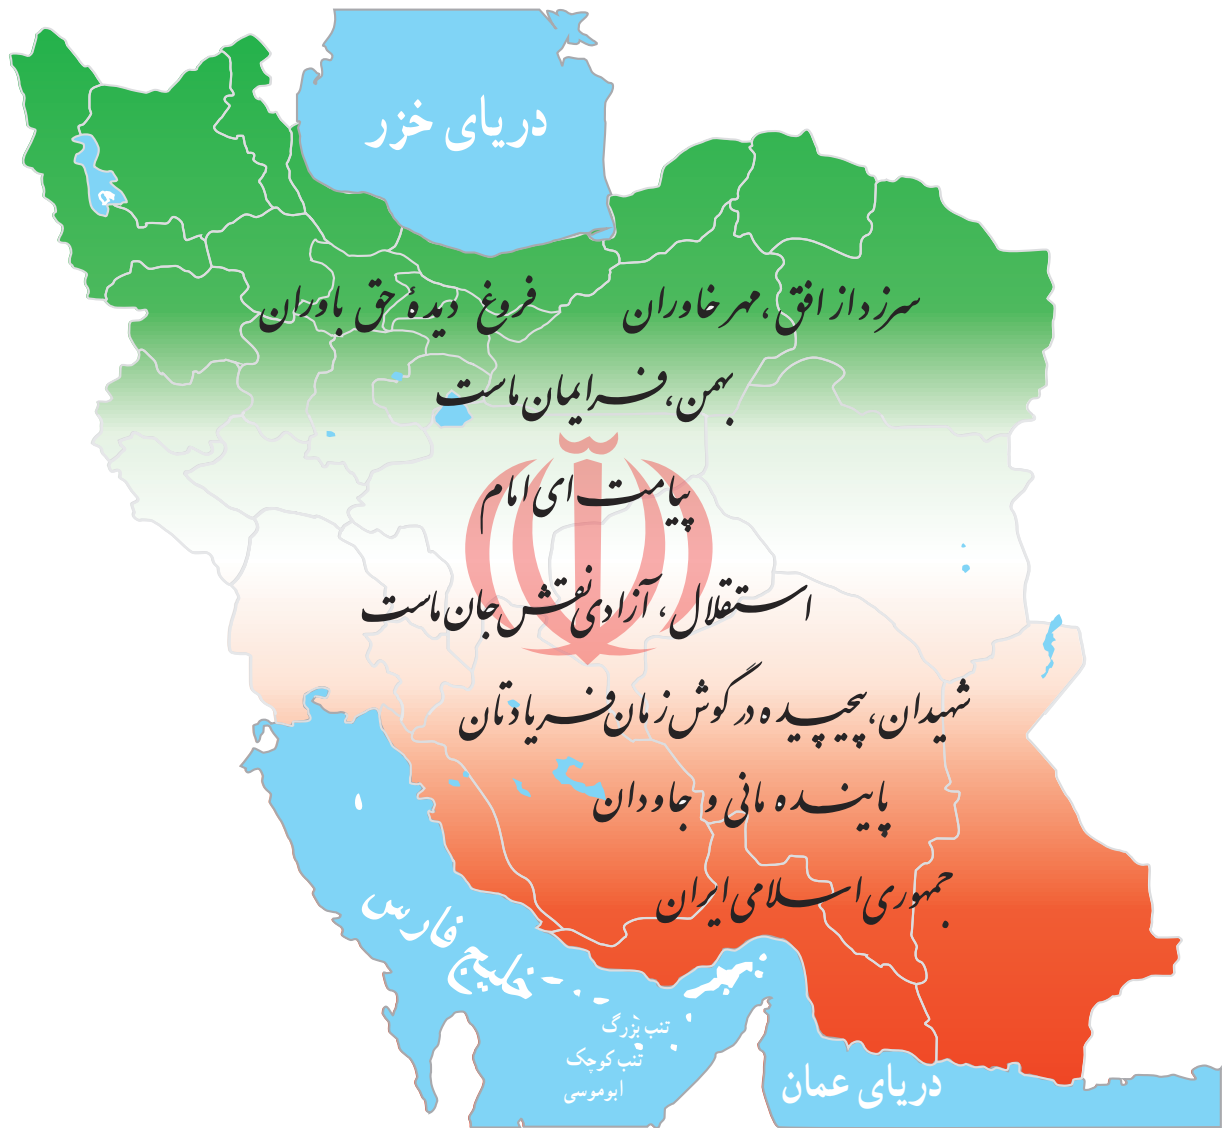 دریای خزر
سر زد از افق، مهر خاوران فروغ دیدهٔ حق باوران
بهمن، فر ایمان ماست
پیامت ای امام
استقلال، آزادی نقش جان ماست
شهیدان، پیچیده در گوش زمان فریادتان
پاینده مانی و جاودان
جمهوری اسلامی ایران
خلیج فارس
تنب بزرگ
تنب کوچک
ابوموسی
دریای عمان